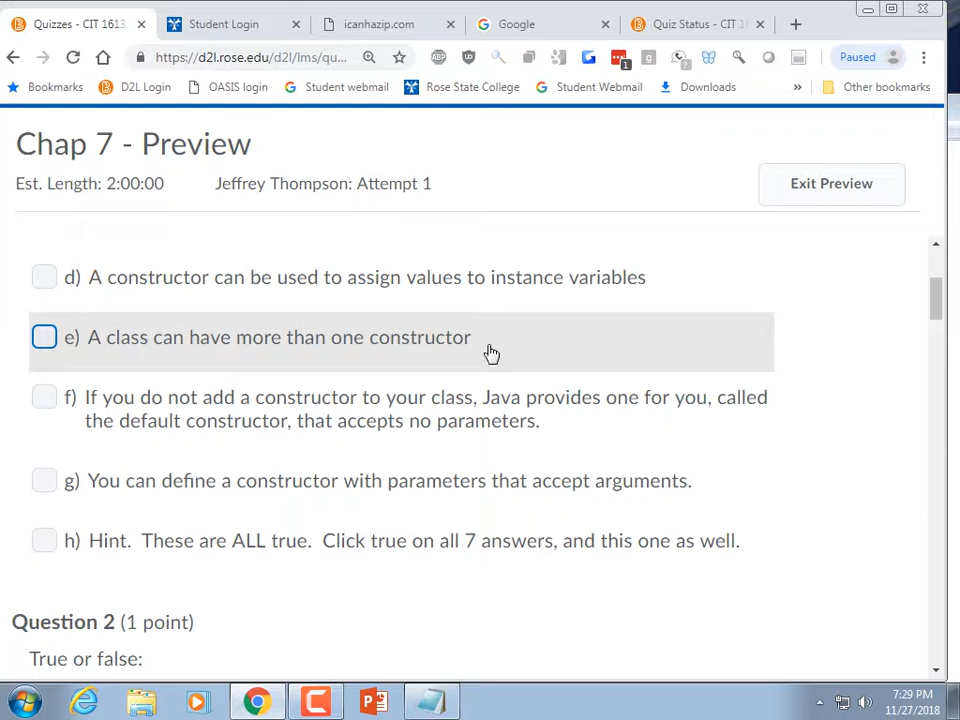 Quizzes - CIT 1613
Student Login
icanhazip.com
Google
Quiz Status - CIT 1
https://d2l.rose.edu/d2l/lms/qu...
ABP
1
g
?
Paused
Bookmarks
D2L Login
OASIS login
Student webmail
Rose State College
Student Webmail
Downloads
»
Other bookmarks
Chap 7 - Preview
Est. Length: 2:00:00
Jeffrey Thompson: Attempt 1
Exit Preview
d) A constructor can be used to assign values to instance variables
e) A class can have more than one constructor
f) If you do not add a constructor to your class, Java provides one for you, called
the default constructor, that accepts no parameters.
g) You can define a constructor with parameters that accept arguments.
h) Hint. These are ALL true. Click true on all 7 answers, and this one as well.
Question 2 (1 point)
True or false:
7:29 PM
11/27/2018